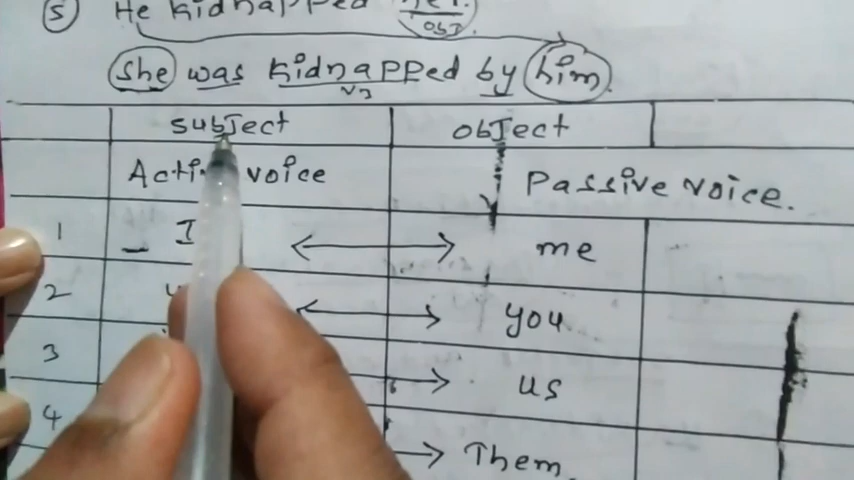 5 He kidnapped her.
obj.
She was kidnapped by him.
V3
subject object
Active voice Passive voice.
1 I me
2 you
3 us
4 Them